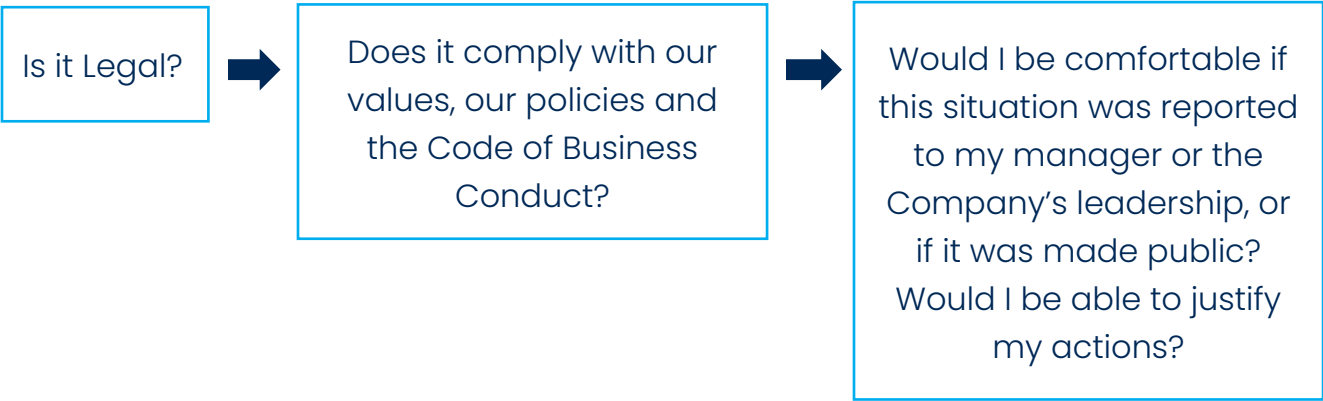 Is it Legal?
Does it comply with our
values, our policies and
the Code of Business
Conduct?
Would I be comfortable if
this situation was reported
to my manager or the
Company’s leadership, or
if it was made public?
Would I be able to justify
my actions?